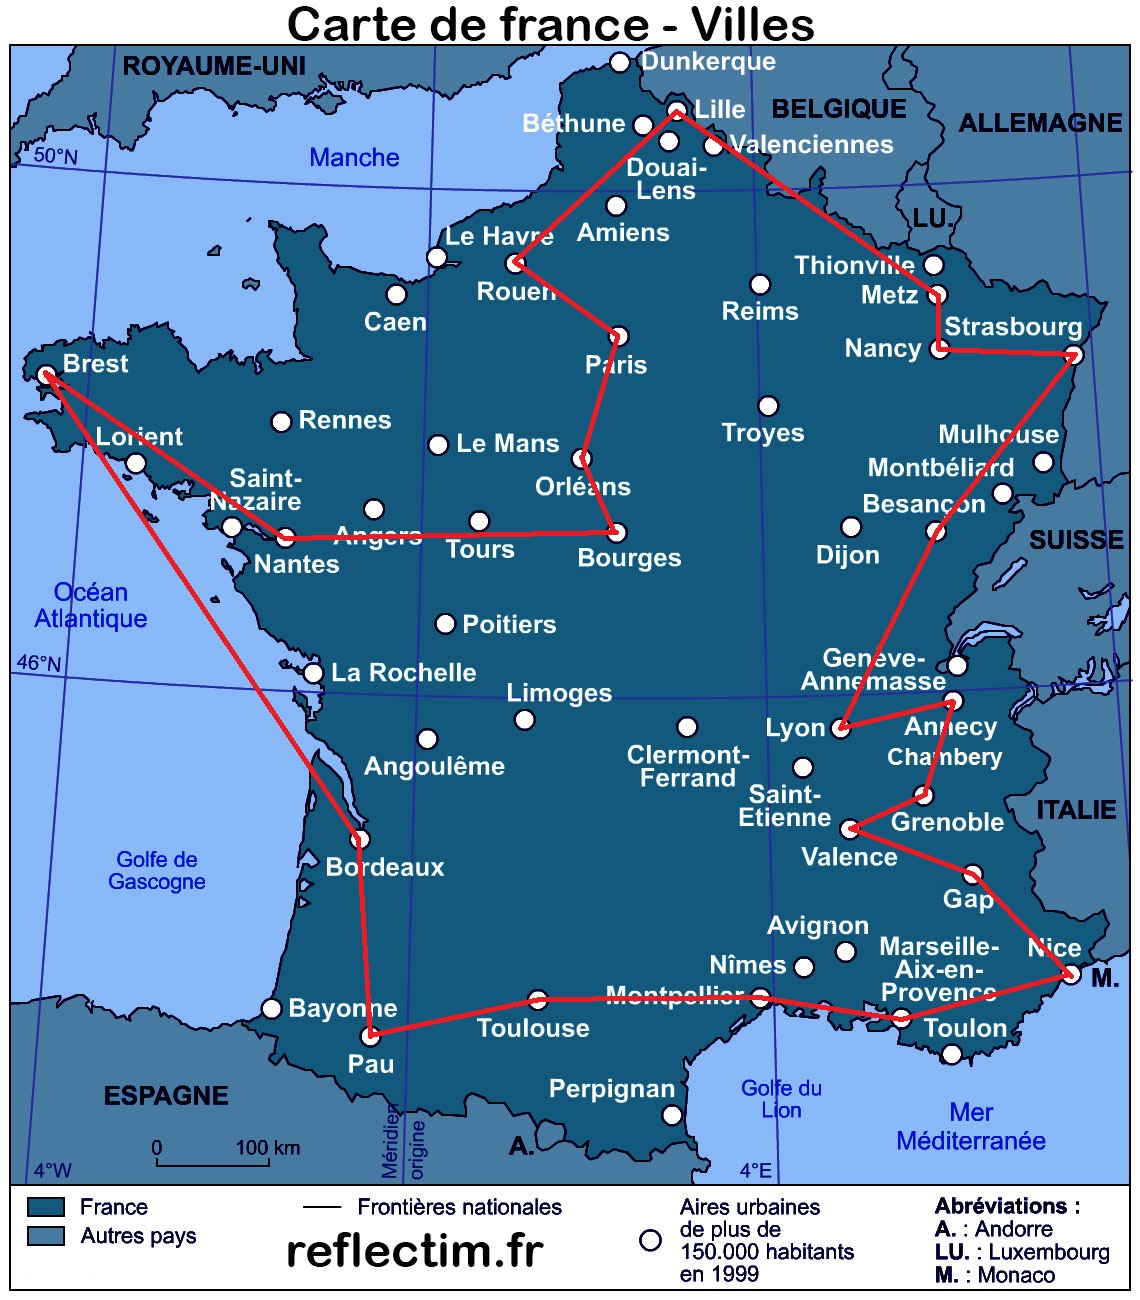 Carte de france - Villes
ROYAUME-UNI
Dunkerque
Lille
BELGIQUE
ALLEMAGNE
Béthune
Valenciennes
50°N
Manche
Douai-
Lens
LU.
Amiens
Le Havre
Rouen
Thionville
Metz
Reims
Caen
Strasbourg
Nancy
Paris
Brest
Rennes
Troyes
Lorient
Le Mans
Mulhouse
Montbéliard
Saint-
Nazaire
Orléans
Besançon
Angers
Tours
Nantes
Bourges
Dijon
SUISSE
Océan
Atlantique
Poitiers
46°N
La Rochelle
Genève-
Annemasse
Limoges
Lyon
Annecy
Angoulême
Clermont-
Ferrand
Chambery
Saint-
Etienne
ITALIE
Grenoble
Valence
Golfe de
Gascogne
Bordeaux
Gap
Avignon
Nîmes
Marseille-
Aix-en-
Provence
Nice
M.
Bayonne
Montpellier
Toulouse
Toulon
Pau
ESPAGNE
Perpignan
Golfe du
Lion
Mer
Méditerranée
Méridien
origine
A.
0 100 km
4°W
4°E
France
Autres pays
Frontières nationales
reflectim.fr
Aires urbaines
de plus de
150.000 habitants
en 1999
Abréviations :
A. : Andorre
LU. : Luxembourg
M. : Monaco